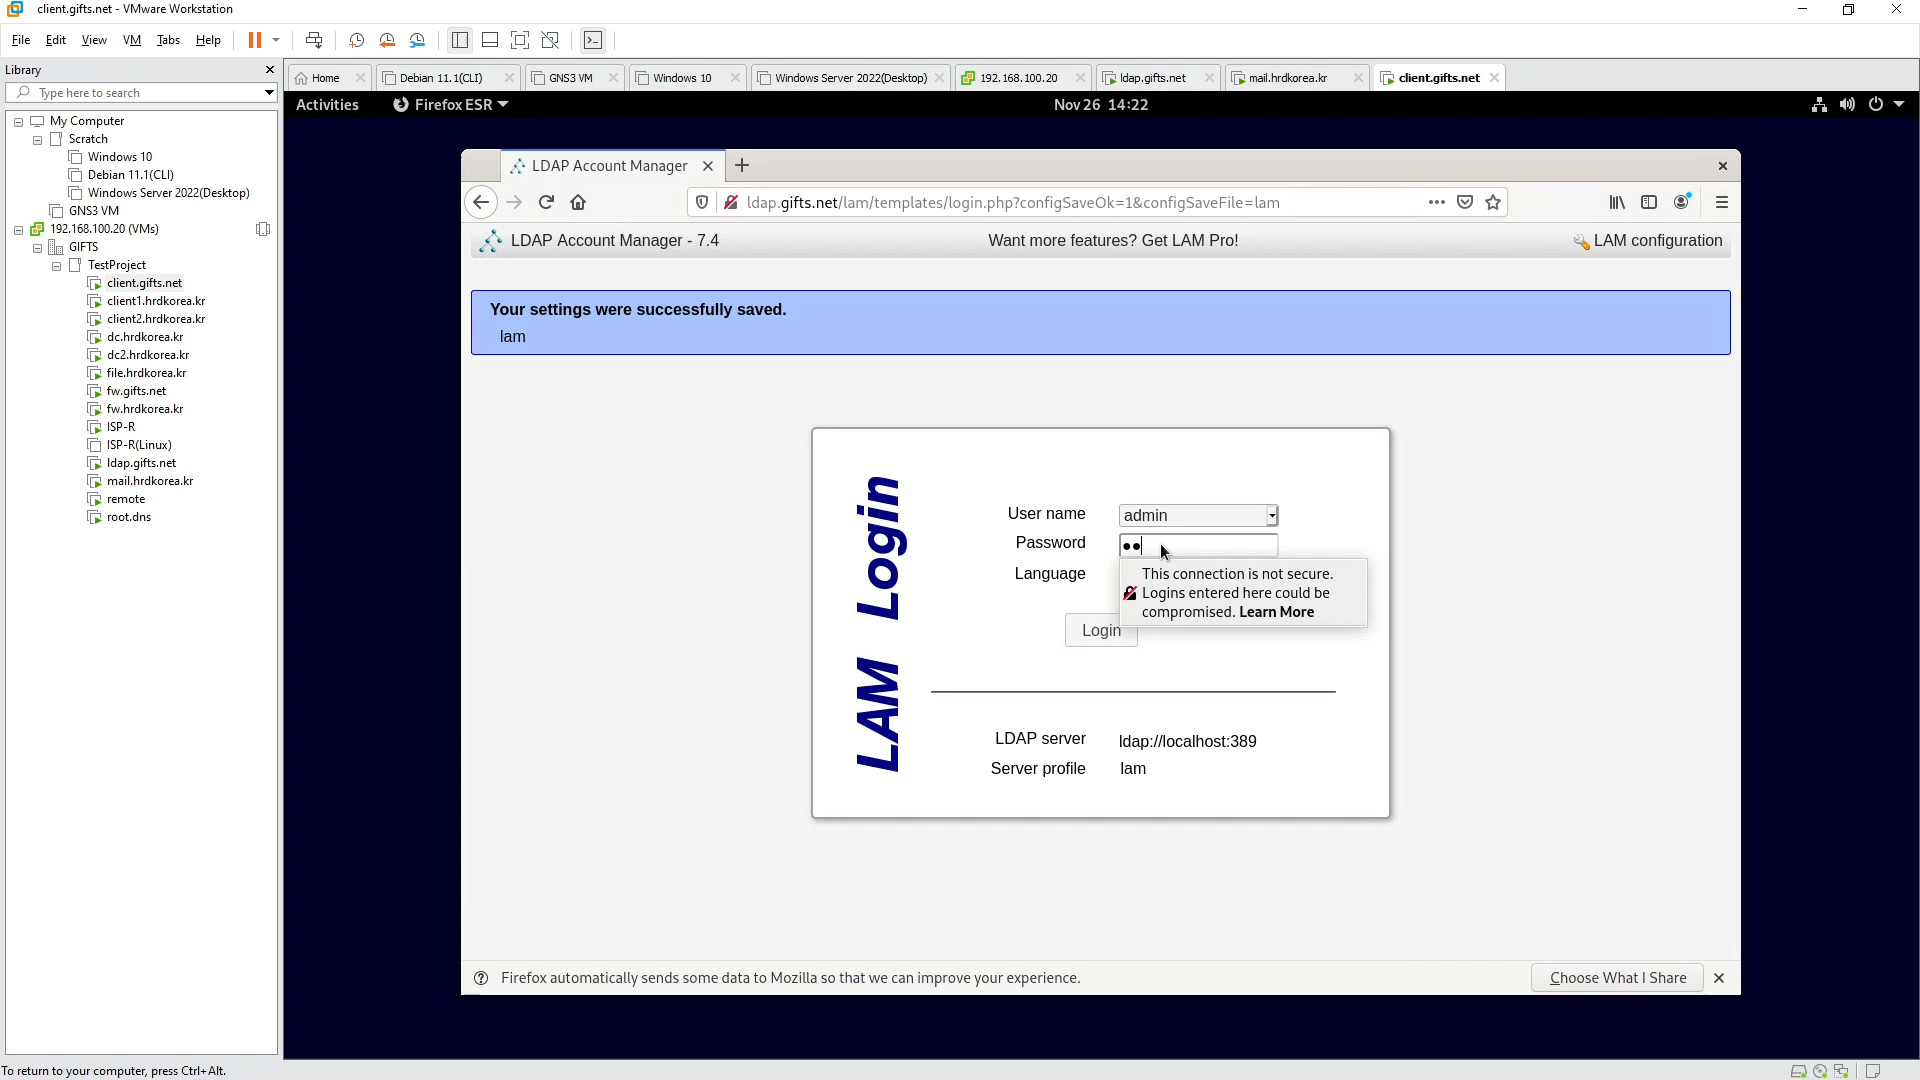 client.gifts.net - VMware Workstation
File Edit View VM Tabs Help
Library
Type here to search
My Computer
Scratch
Windows 10
Debian 11.1(CLI)
Windows Server 2022(Desktop)
GNS3 VM
192.168.100.20 (VMs)
GIFTS
TestProject
client.gifts.net
client1.hrdkorea.kr
client2.hrdkorea.kr
dc.hrdkorea.kr
dc2.hrdkorea.kr
file.hrdkorea.kr
fw.gifts.net
fw.hrdkorea.kr
ISP-R
ISP-R(Linux)
ldap.gifts.net
mail.hrdkorea.kr
remote
root.dns
Home Debian 11.1(CLI) GNS3 VM Windows 10 Windows Server 2022(Desktop) 192.168.100.20 ldap.gifts.net mail.hrdkorea.kr client.gifts.net
Activities Firefox ESR Nov 26 14:22
LDAP Account Manager
ldap.gifts.net/lam/templates/login.php?configSaveOk=1&configSaveFile=lam
LDAP Account Manager - 7.4 Want more features? Get LAM Pro! LAM configuration
Your settings were successfully saved.
lam
LAM Login
User name admin
Password
Language
This connection is not secure.
Logins entered here could be
compromised. Learn More
Login
LDAP server ldap://localhost:389
Server profile lam
Firefox automatically sends some data to Mozilla so that we can improve your experience. Choose What I Share
To return to your computer, press Ctrl+Alt.